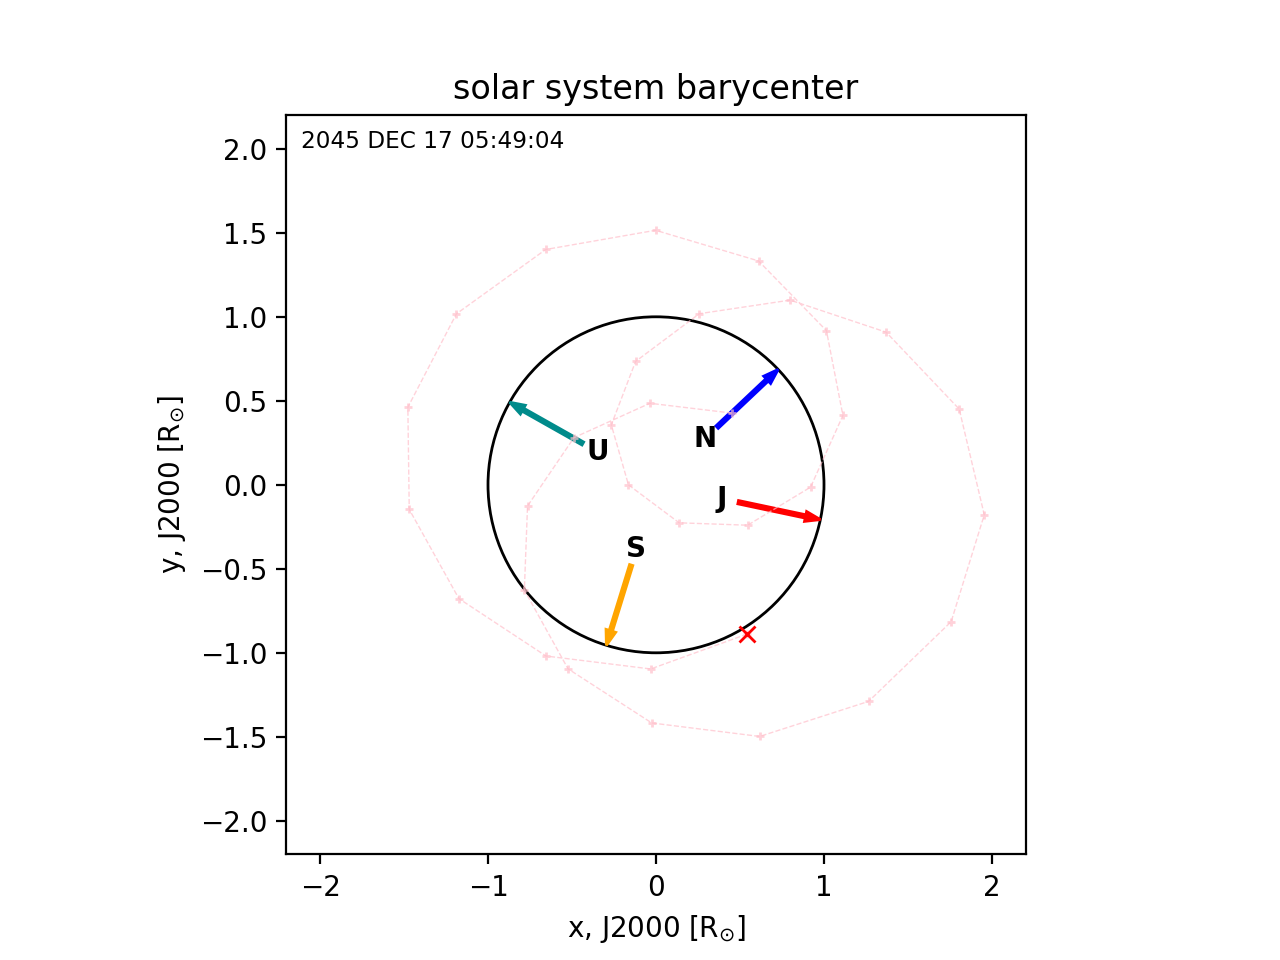 solar system barycenter
2045 DEC 17 05:49:04
2.0
1.5
1.0
0.5
0.0
−0.5
−1.0
−1.5
−2.0
y, J2000 [R☉]
U
N
J
S
−2 −1 0 1 2
x, J2000 [R☉]